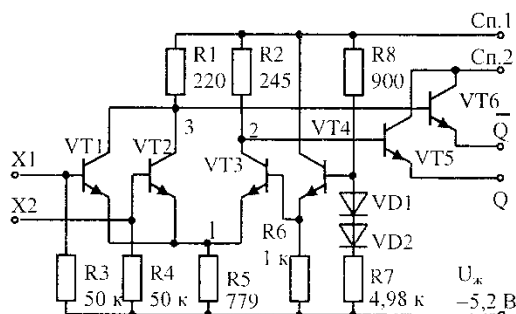 Сп.1
R1
220
R2
245
R8
900
Сп.2
VT6
3
VT1
VT2
2
VT4
VT3
VT5
Q
X1
Q
X2
1
R6
1 к
VD1
VD2
R3
50 к
R4
50 к
R5
779
R7
4,98 к
Uж
–5,2 В